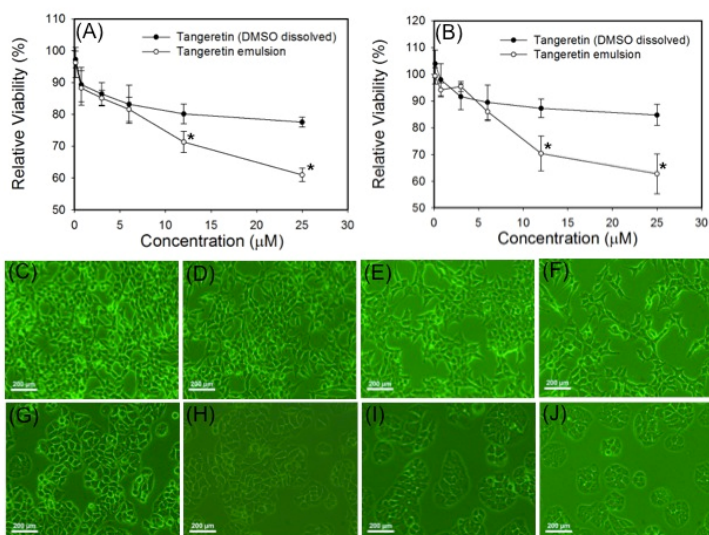 (A)
Tangeretin (DMSO dissolved)
Tangeretin emulsion
Relative Viability (%)
110
100
90
80
70
60
50
0 5 10 15 20 25 30
Concentration (μM)
*
*
(B)
Tangeretin (DMSO dissolved)
Tangeretin emulsion
Relative Viability (%)
120
110
100
90
80
70
60
50
0 5 10 15 20 25 30
Concentration (μM)
*
*
(C) (D) (E) (F)
200 μm 200 μm 200 μm 200 μm
(G) (H) (I) (J)
200 μm 200 μm 200 μm 200 μm